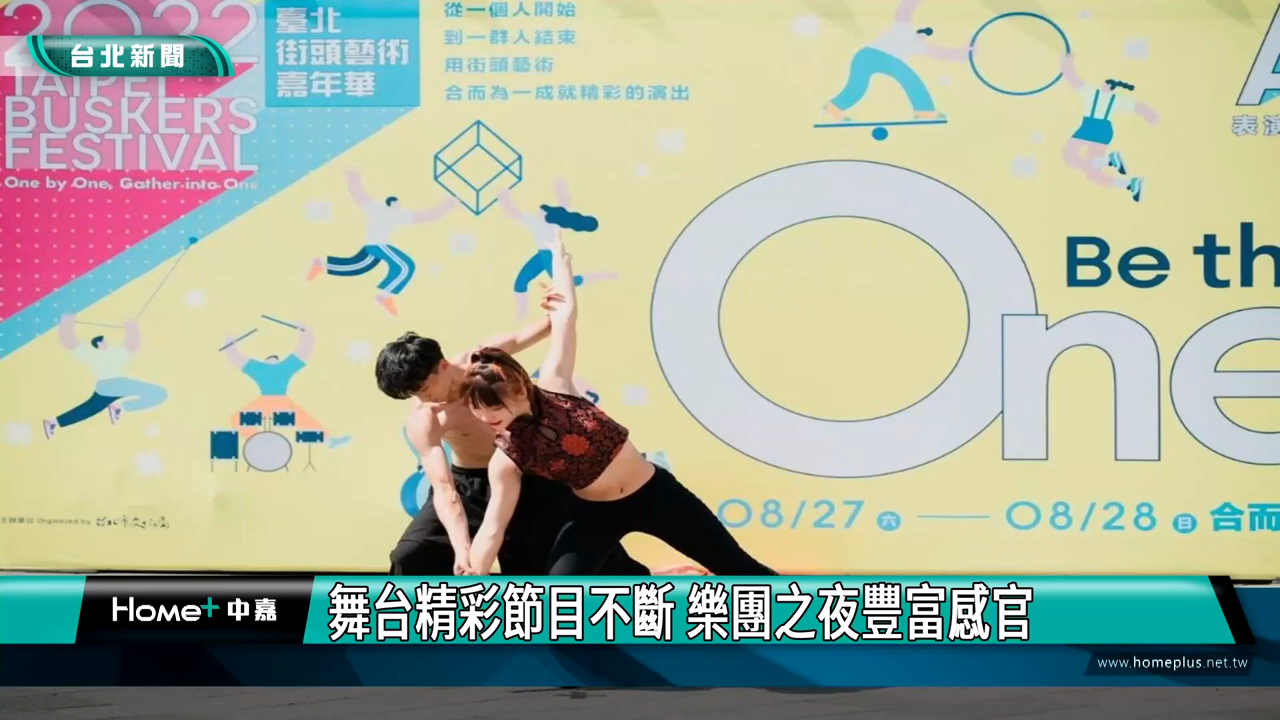 2022
台北新聞
TAIPEI
BUSKERS
FESTIVAL
One by One, Gather into One
臺北
街頭藝術
嘉年華
從一個人開始
到一群人結束
用街頭藝術
合而為一成就精彩的演出
Be th
One
08/27 六
08/28 日
合而
Organized by
Home+ 中嘉
舞台精彩節目不斷 樂團之夜豐富感官
www.homeplus.net.tw